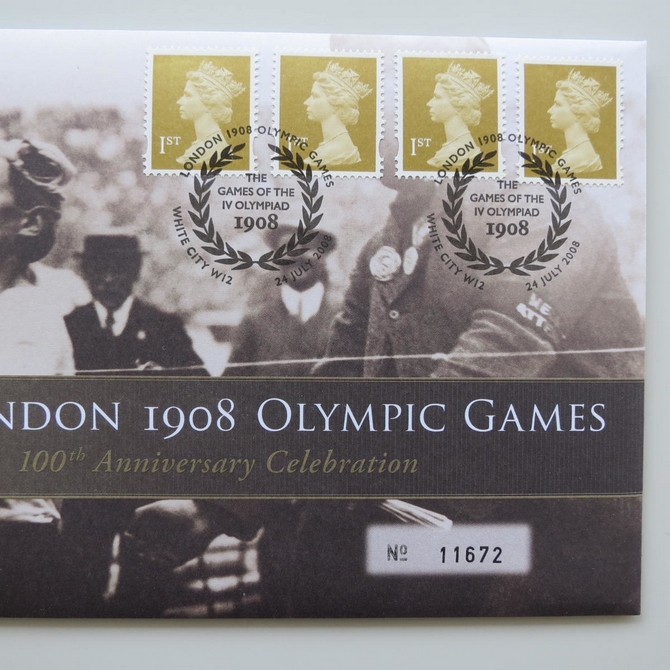 1ST
1ST
LONDON 1908 OLYMPIC GAMES
THE
GAMES OF THE
IV OLYMPIAD
1908
WHITE CITY W12
24 JULY 2008
LONDON 1908 OLYMPIC GAMES
THE
GAMES OF THE
IV OLYMPIAD
1908
WHITE CITY W12
24 JULY 2008
NDON 1908 OLYMPIC GAMES
100th Anniversary Celebration
No 11672